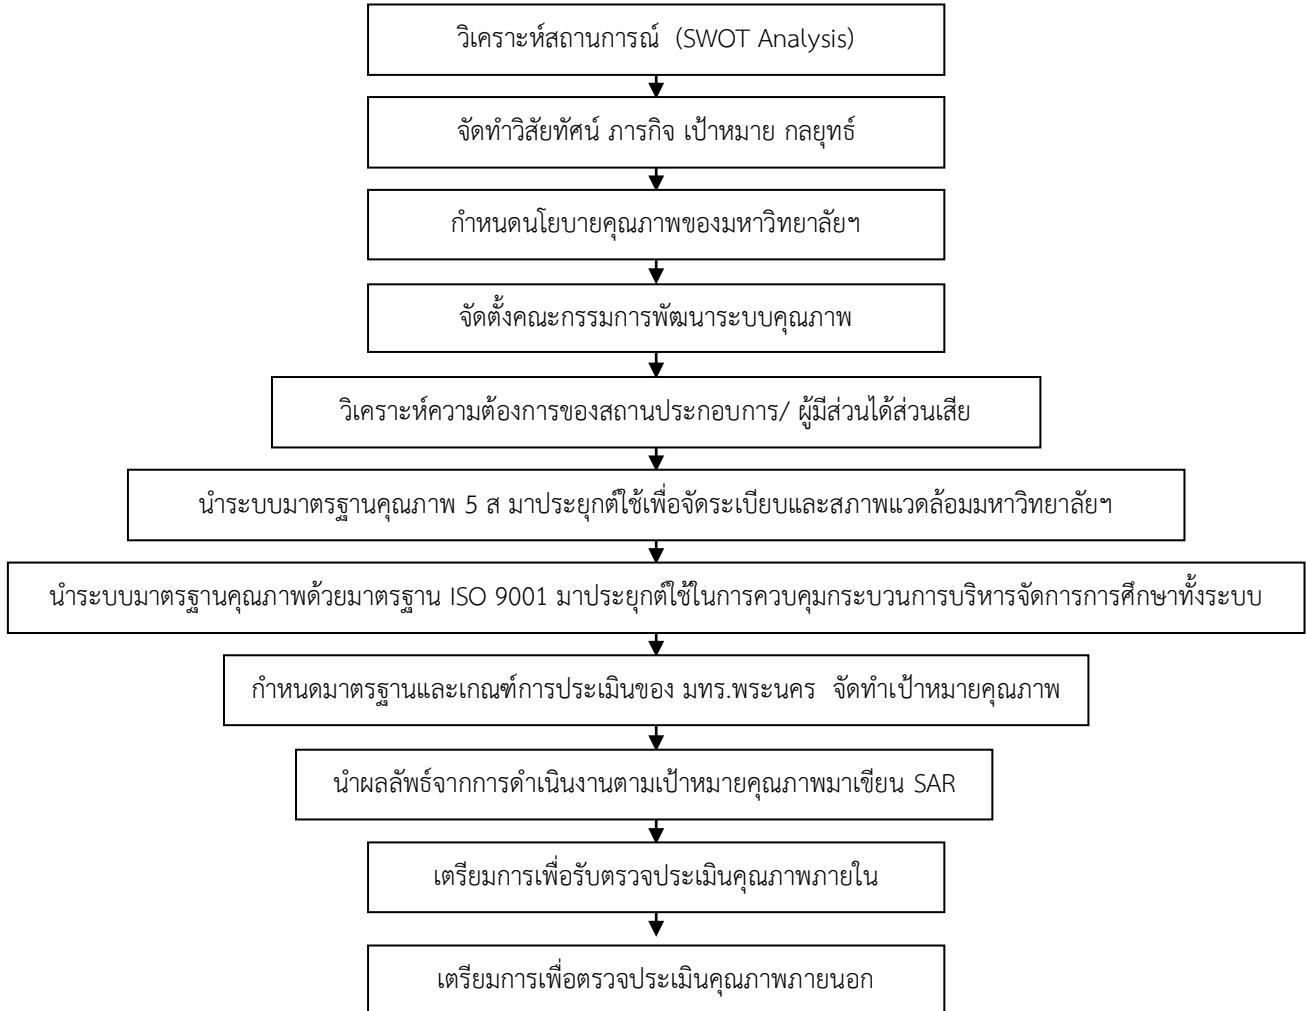 วิเคราะห์สถานการณ์ (SWOT Analysis)
จัดทำวิสัยทัศน์ ภารกิจ เป้าหมาย กลยุทธ์
กำหนดนโยบายคุณภาพของมหาวิทยาลัยฯ
จัดตั้งคณะกรรมการพัฒนาระบบคุณภาพ
วิเคราะห์ความต้องการของสถานประกอบการ/ ผู้มีส่วนได้ส่วนเสีย
นำระบบมาตรฐานคุณภาพ 5 ส มาประยุกต์ใช้เพื่อจัดระเบียบและสภาพแวดล้อมมหาวิทยาลัยฯ
นำระบบมาตรฐานคุณภาพด้วยมาตรฐาน ISO 9001 มาประยุกต์ใช้ในการควบคุมกระบวนการบริหารจัดการการศึกษาทั้งระบบ
กำหนดมาตรฐานและเกณฑ์การประเมินของ มทร.พระนคร จัดทำเป้าหมายคุณภาพ
นำผลลัพธ์จากการดำเนินงานตามเป้าหมายคุณภาพมาเขียน SAR
เตรียมการเพื่อรับตรวจประเมินคุณภาพภายใน
เตรียมการเพื่อตรวจประเมินคุณภาพภายนอก